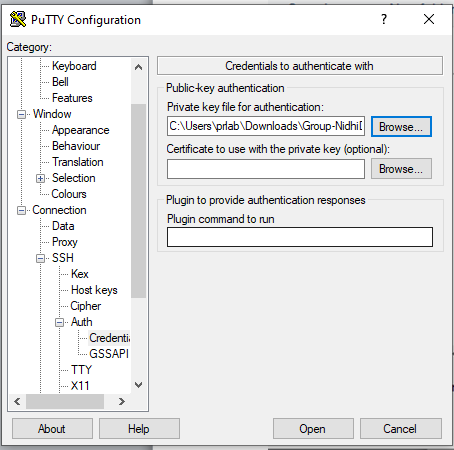 PuTTY Configuration
?
Category:
Keyboard
Bell
Features
Window
Appearance
Behaviour
Translation
Selection
Colours
Connection
Data
Proxy
SSH
Kex
Host keys
Cipher
Auth
Credentia
GSSAPI
TTY
X11
Credentials to authenticate with
Public-key authentication
Private key file for authentication:
C:\Users\prlab\Downloads\Group-Nidhi
Browse...
Certificate to use with the private key (optional):
Browse...
Plugin to provide authentication responses
Plugin command to run
About
Help
Open
Cancel